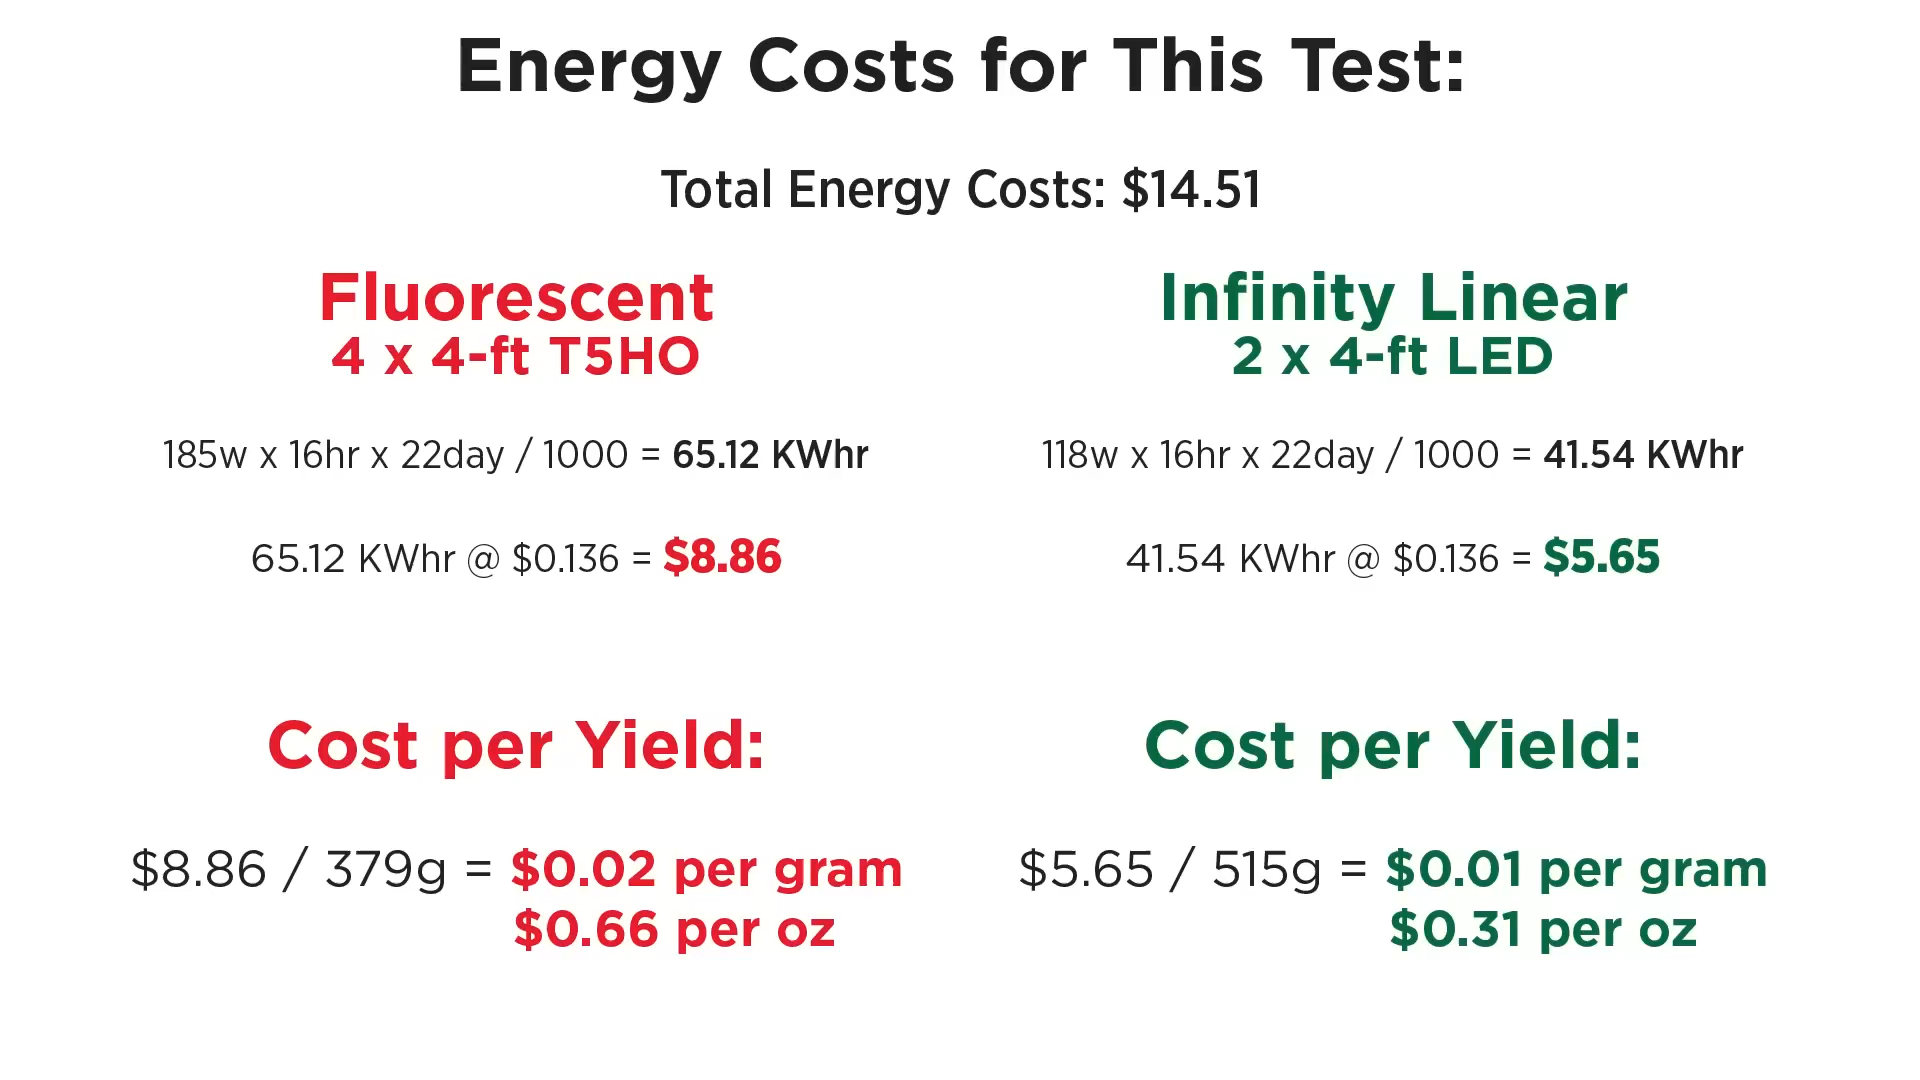 Energy Costs for This Test:
Total Energy Costs: $14.51
Fluorescent
4 x 4-ft T5HO
185w x 16hr x 22day / 1000 = 65.12 KWhr
65.12 KWhr @ $0.136 = $8.86
Cost per Yield:
$8.86 / 379g = $0.02 per gram
$0.66 per oz
Infinity Linear
2 x 4-ft LED
118w x 16hr x 22day / 1000 = 41.54 KWhr
41.54 KWhr @ $0.136 = $5.65
Cost per Yield:
$5.65 / 515g = $0.01 per gram
$0.31 per oz